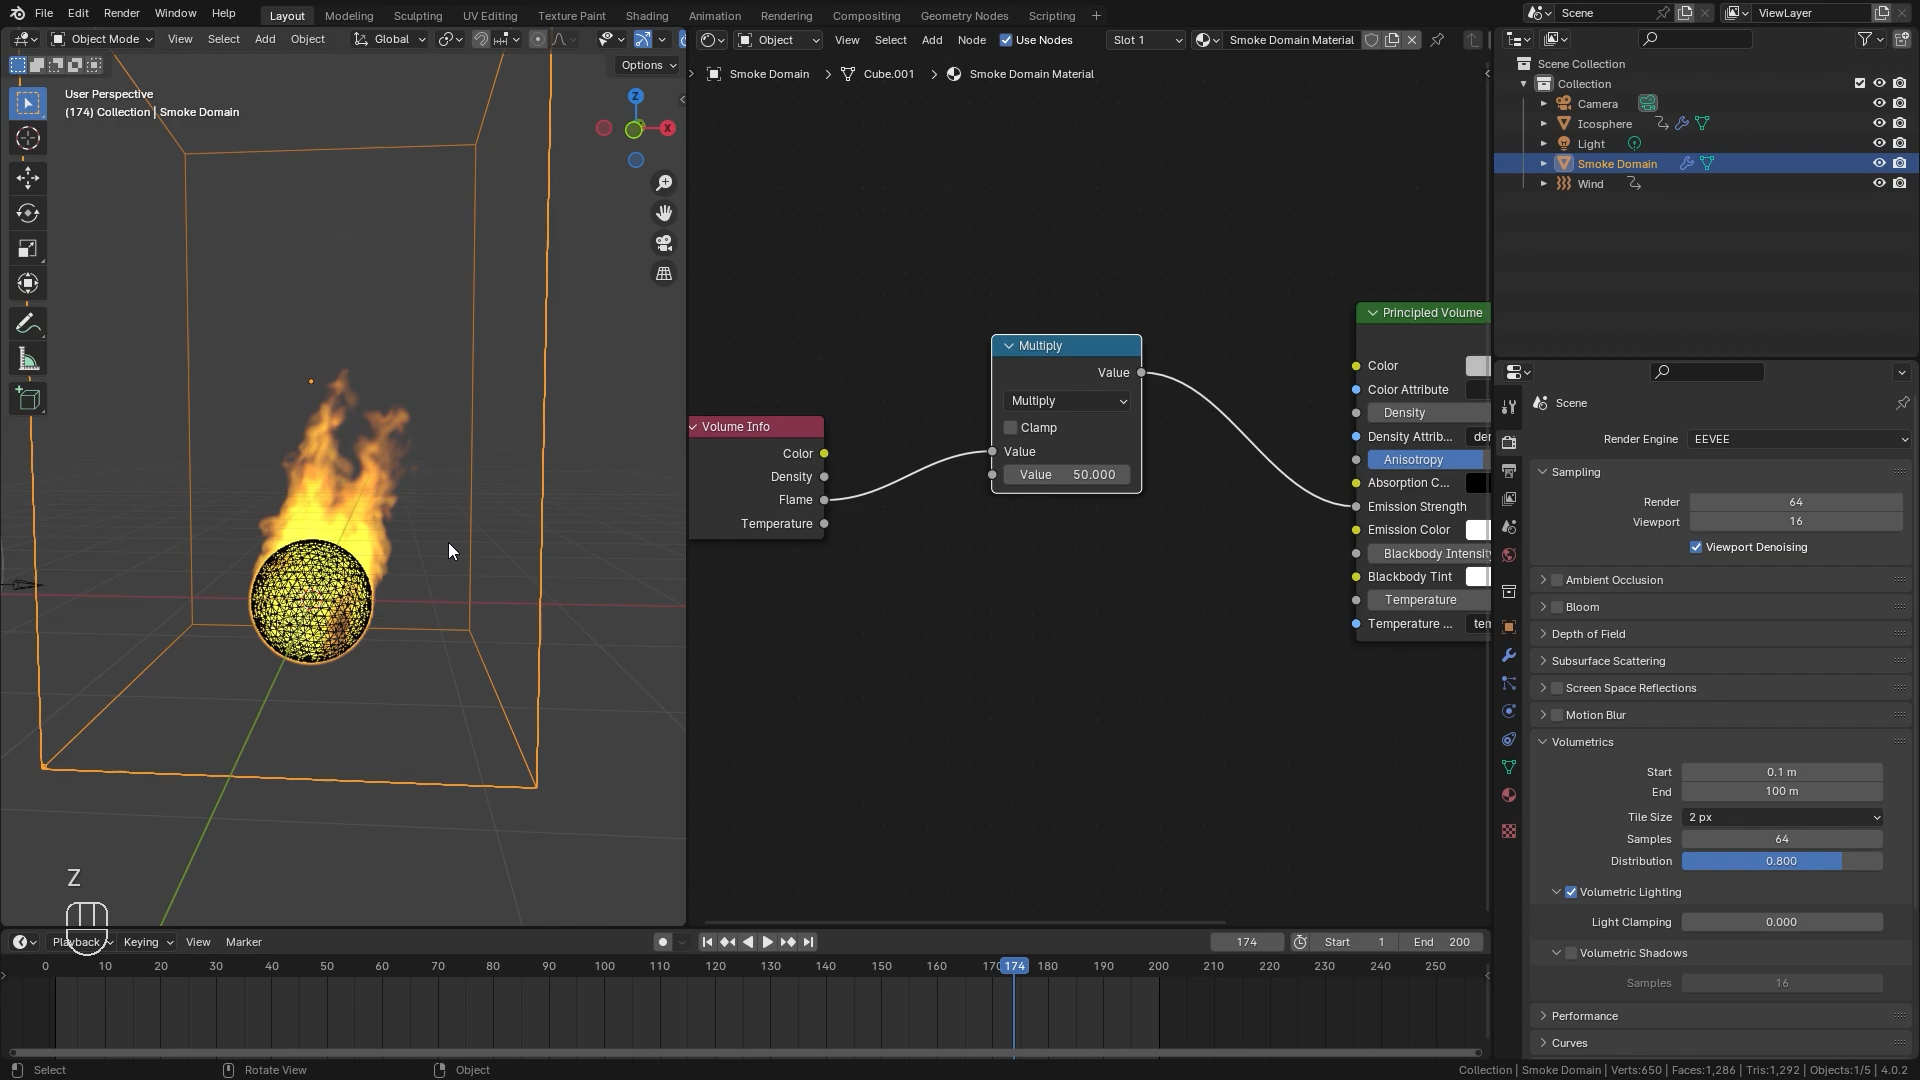 File Edit Render Window Help Layout Modeling Sculpting UV Editing Texture Paint Shading Animation Rendering Compositing Geometry Nodes Scripting + Scene ViewLayer
Object Mode View Select Add Object Global
Object View Select Add Node Use Nodes Slot 1 Smoke Domain Material
Options
Smoke Domain > Cube.001 > Smoke Domain Material
User Perspective
(174) Collection | Smoke Domain
Z
X
Volume Info
Color
Density
Flame
Temperature
Multiply
Value
Multiply
Clamp
Value
Value 50.000
Principled Volume
Color
Color Attribute
Density
Density Attrib... der
Anisotropy
Absorption C...
Emission Strength
Emission Color
Blackbody Intensit
Blackbody Tint
Temperature
Temperature ... ten
Scene Collection
Collection
Camera
Icosphere
Light
Smoke Domain
Wind
Scene
Render Engine EEVEE
Sampling
Render 64
Viewport 16
Viewport Denoising
Ambient Occlusion
Bloom
Depth of Field
Subsurface Scattering
Screen Space Reflections
Motion Blur
Volumetrics
Start 0.1 m
End 100 m
Tile Size 2 px
Samples 64
Distribution 0.800
Volumetric Lighting
Light Clamping 0.000
Volumetric Shadows
Samples 16
Performance
Curves
Z
Playback Keying View Marker 174 Start 1 End 200
0 10 20 30 40 50 60 70 80 90 100 110 120 130 140 150 160 170 174 180 190 200 210 220 230 240 250
Select Rotate View Object Collection | Smoke Domain | Verts:650 | Faces:1,286 | Tris:1,292 | Objects:1/5 | 4.0.2